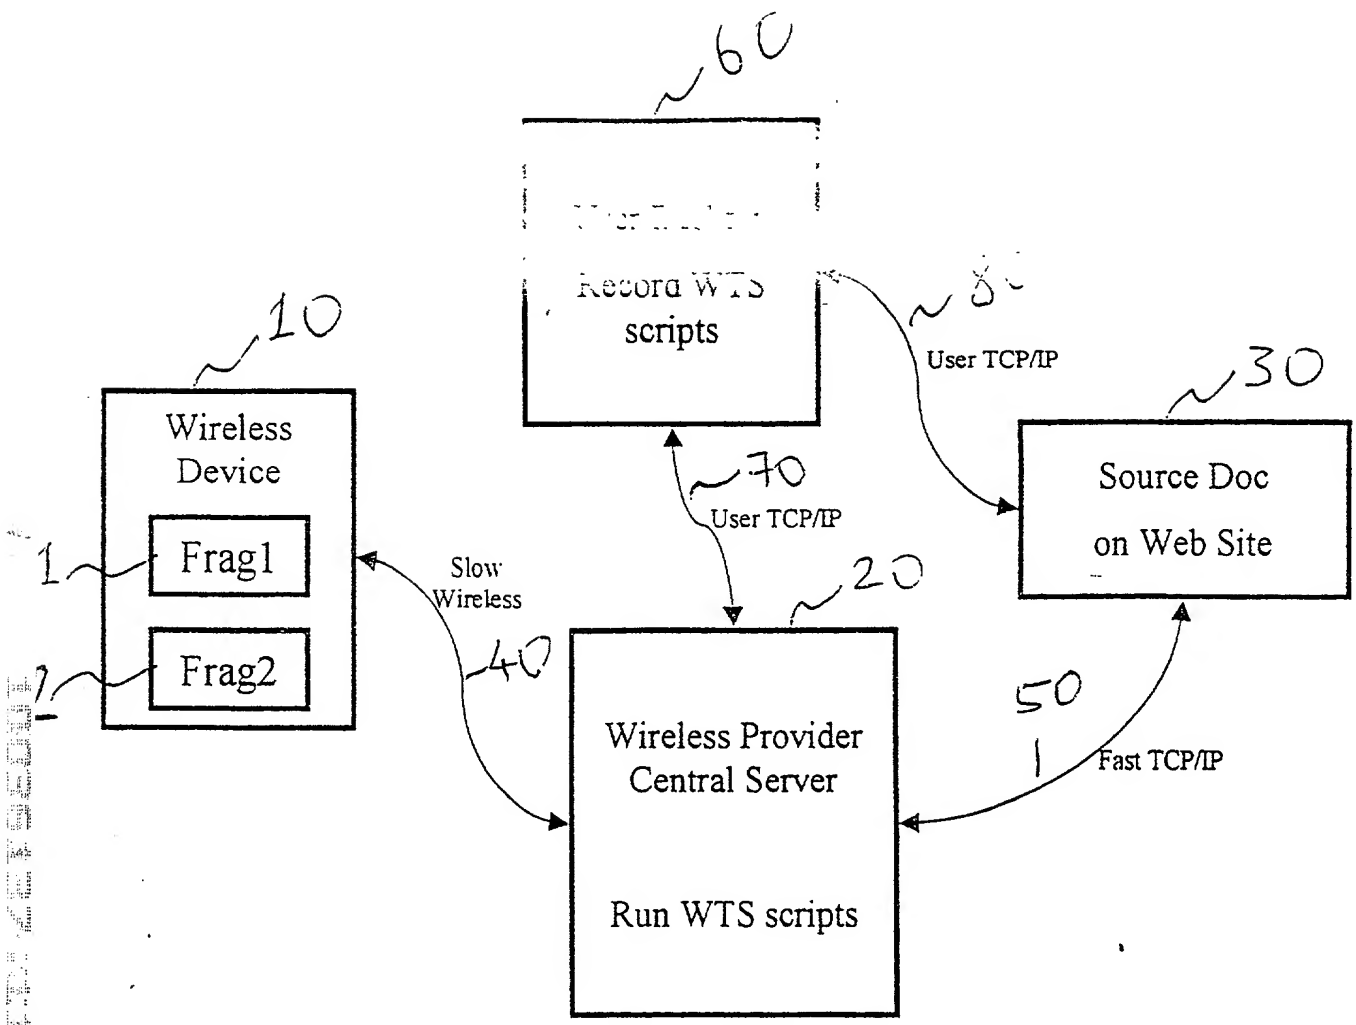 60
Record WTS
scripts
80
User TCP/IP
10
30
Wireless
Device
Source Doc
on Web Site
70
User TCP/IP
1
Frag1
Slow
Wireless
20
2
Frag2
40
50
Wireless Provider
Central Server
Fast TCP/IP
Run WTS scripts